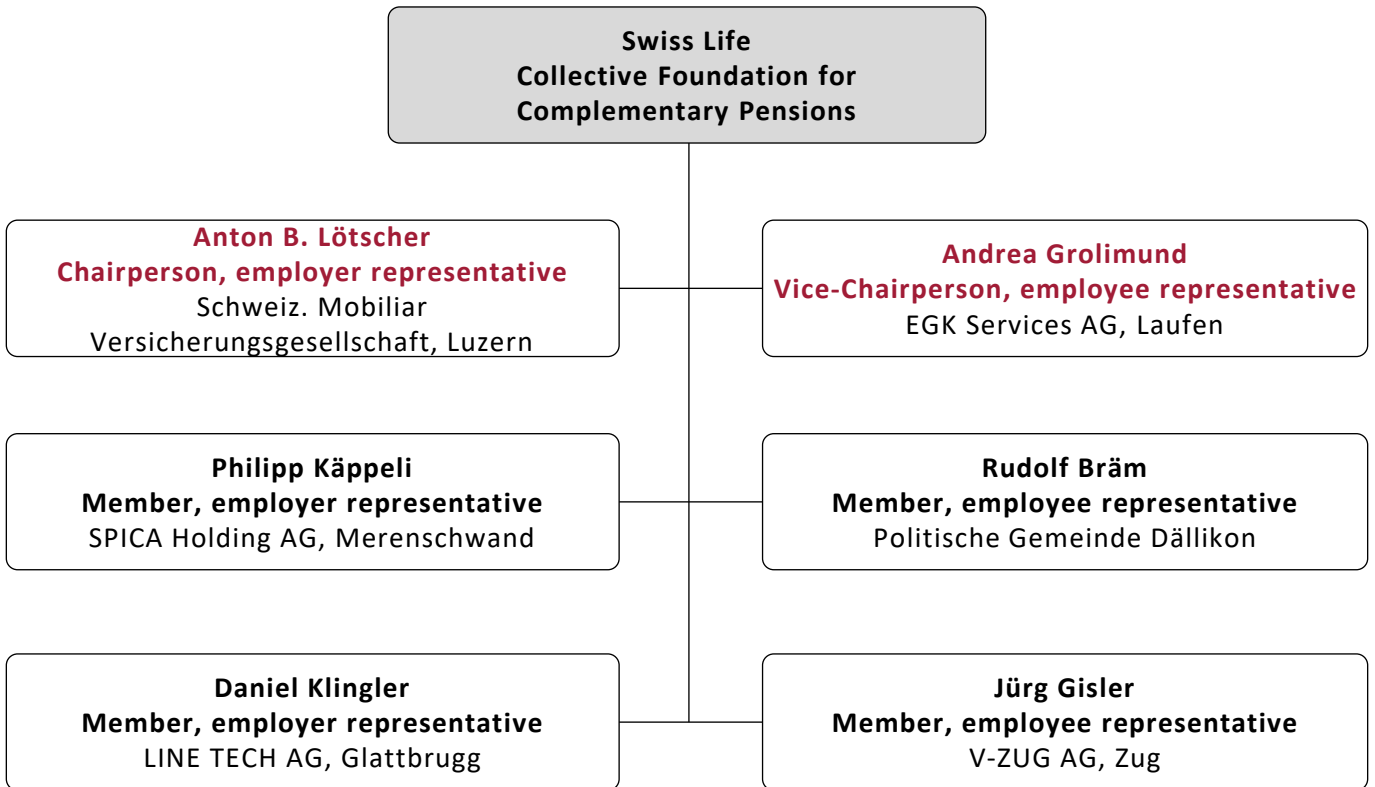 Swiss Life
Collective Foundation for
Complementary Pensions
Anton B. Lötscher
Chairperson, employer representative
Schweiz. Mobiliar
Versicherungsgesellschaft, Luzern
Andrea Grolimund
Vice-Chairperson, employee representative
EGK Services AG, Laufen
Philipp Käppeli
Member, employer representative
SPICA Holding AG, Merenschwand
Rudolf Bräm
Member, employee representative
Politische Gemeinde Dällikon
Daniel Klingler
Member, employer representative
LINE TECH AG, Glattbrugg
Jürg Gisler
Member, employee representative
V-ZUG AG, Zug